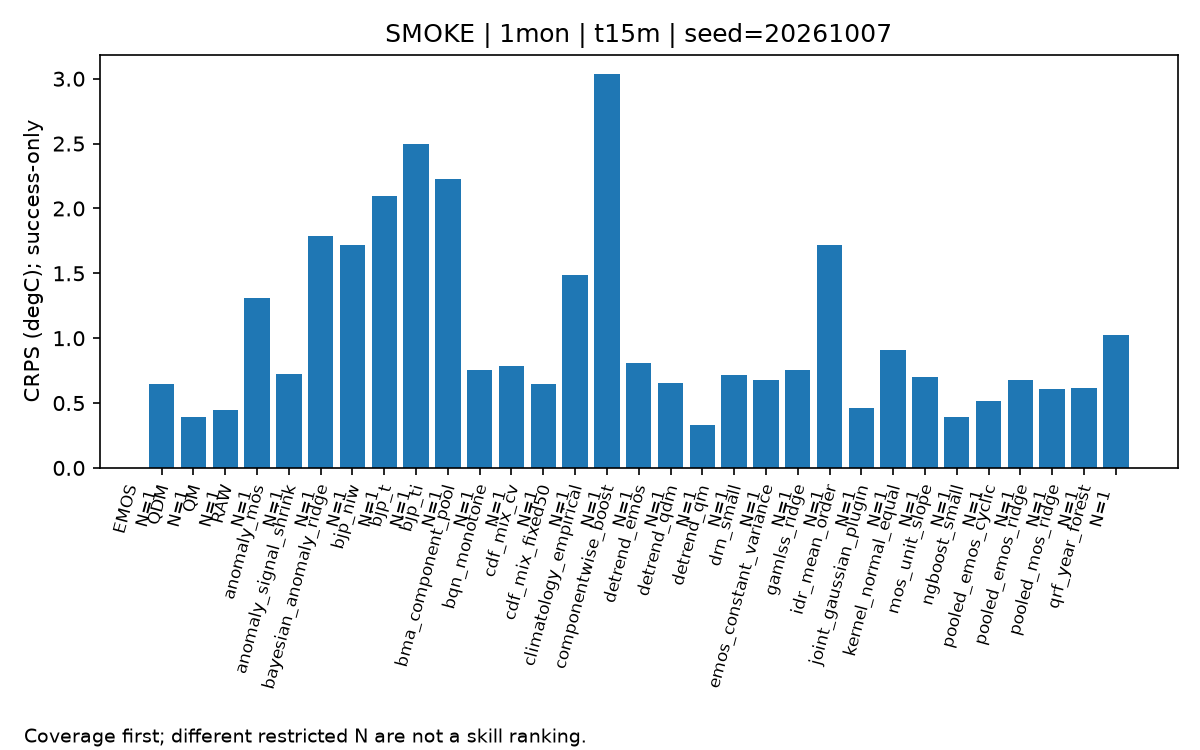 SMOKE | 1mon | t15m | seed=20261007
CRPS (degC); success-only
3.0
2.5
2.0
1.5
1.0
0.5
0.0
EMOS
N=1
QDM
N=1
QM
N=1
RAW
N=1
anomaly_mos
N=1
anomaly_signal_shrink
N=1
bayesian_anomaly_ridge
N=1
bjp_niw
N=1
bjp_t
N=1
bjp_ti
N=1
bma_component_pool
N=1
bqn_monotone
N=1
cdf_mix_cv
N=1
cdf_mix_fixed50
N=1
climatology_empirical
N=1
componentwise_boost
N=1
detrend_emos
N=1
detrend_qdm
N=1
detrend_qm
N=1
drn_small
N=1
emos_constant_variance
N=1
gamlss_ridge
N=1
idr_mean_order
N=1
joint_gaussian_plugin
N=1
kernel_normal_equal
N=1
mos_unit_slope
N=1
ngboost_small
N=1
pooled_emos_cyclic
N=1
pooled_emos_ridge
N=1
pooled_mos_ridge
N=1
qrf_year_forest
N=1
Coverage first; different restricted N are not a skill ranking.